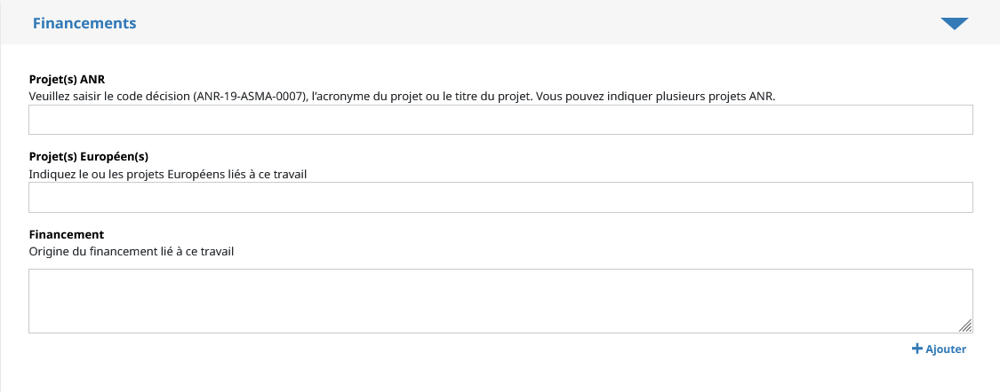 Financements
Projet(s) ANR
Veuillez saisir le code décision (ANR-19-ASMA-0007), l'acronyme du projet ou le titre du projet. Vous pouvez indiquer plusieurs projets ANR.
Projet(s) Européen(s)
Indiquez le ou les projets Européens liés à ce travail
Financement
Origine du financement lié à ce travail
Ajouter